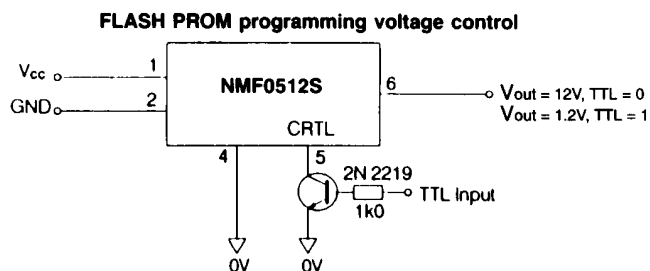 FLASH PROM programming voltage control
Vcc
1
NMF0512S
6
Vout = 12V, TTL = 0
GND
2
Vout = 1.2V, TTL = 1
CRTL
4
5
2N 2219
TTL Input
1k0
0V
0V